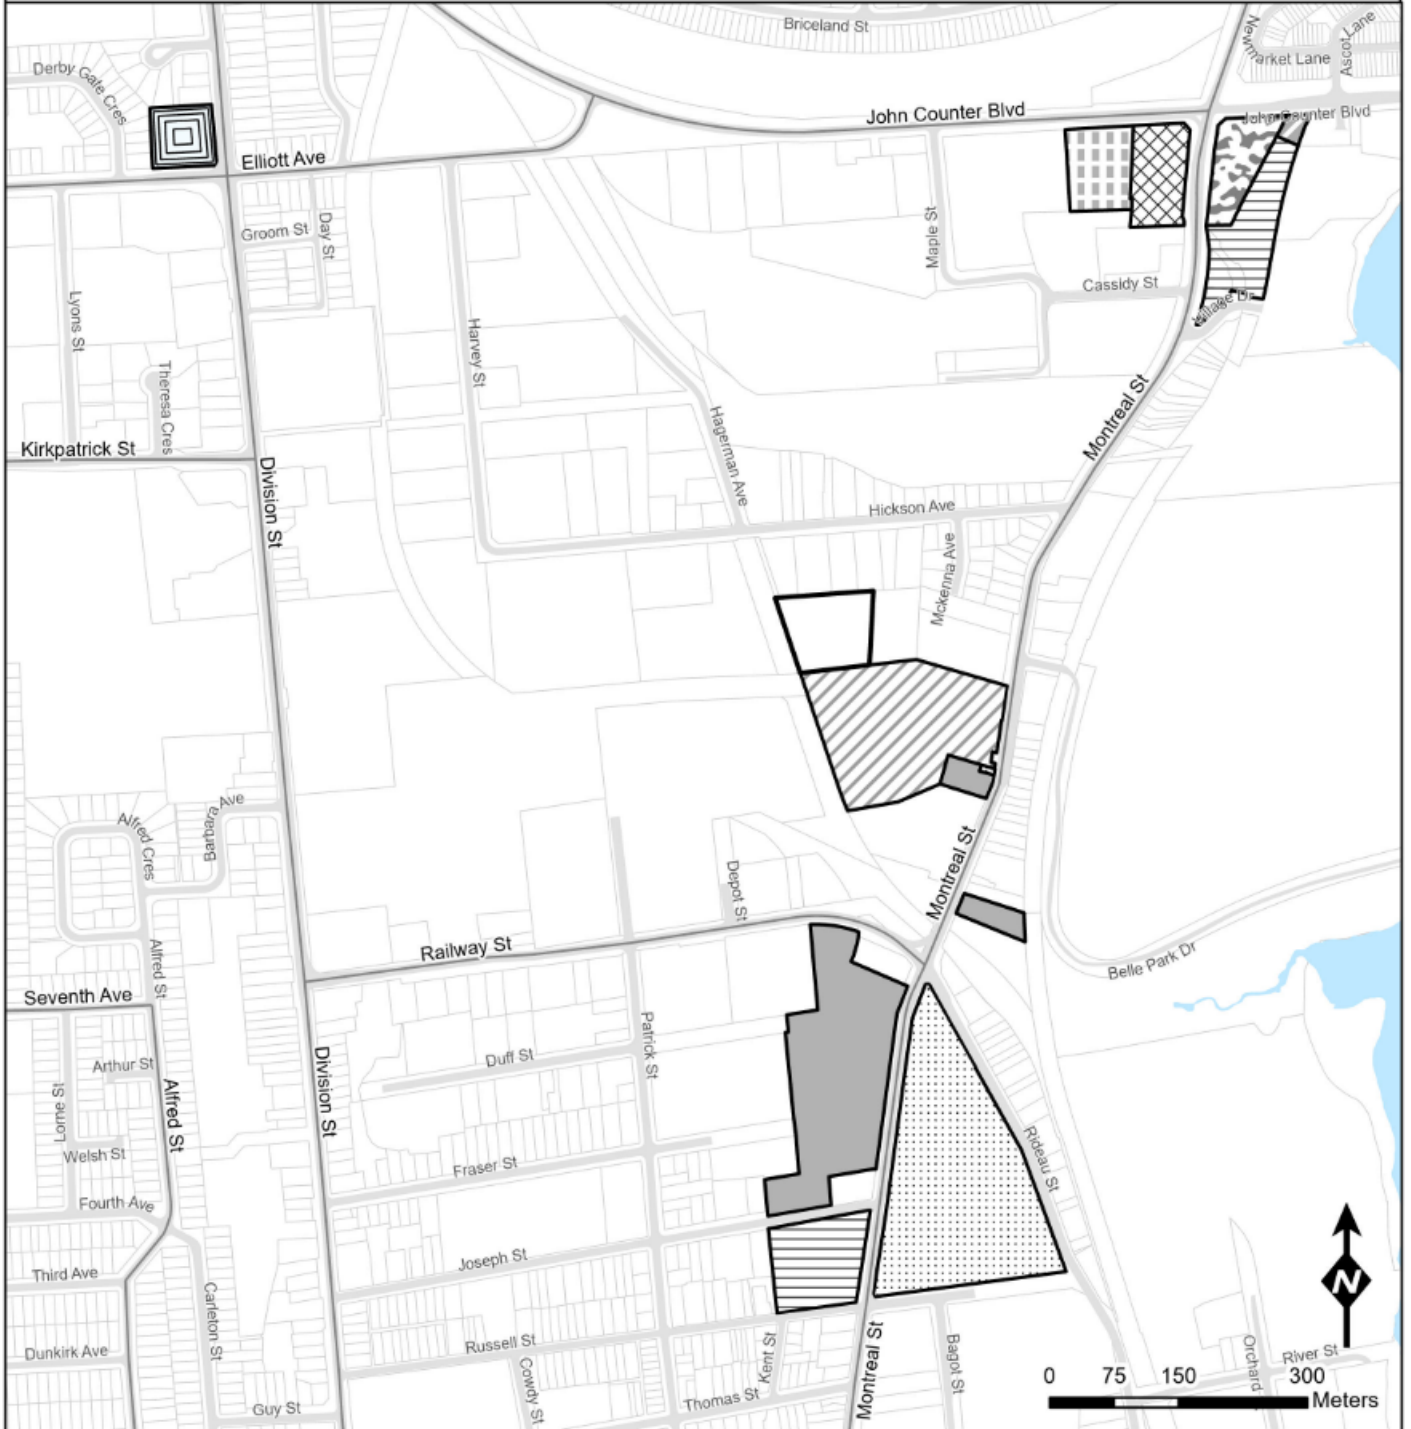 Briceland St
Newmarket Lane
Ascot Lane
Derby Gate Cres
John Counter Blvd
John Counter Blvd
Elliott Ave
Groom St
Day St
Maple St
Cassidy St
Village Dr
Lyons St
Theresa Cres
Harvey St
Hagerman Ave
Montreal St
Kirkpatrick St
Division St
Hickson Ave
Mckenna Ave
Barbara Ave
Alfred Cres
Depot St
Montreal St
Railway St
Belle Park Dr
Alfred St
Seventh Ave
Patrick St
Duff St
Arthur St
Lorne St
Alfred St
Division St
Welsh St
Fraser St
Rideau St
Fourth Ave
Joseph St
Third Ave
Carleton St
Russell St
Kent St
Montreal St
Bagot St
Orchard
River St
Dunkirk Ave
Cowdy St
Thomas St
Guy St
N
0 75 150 300
Meters